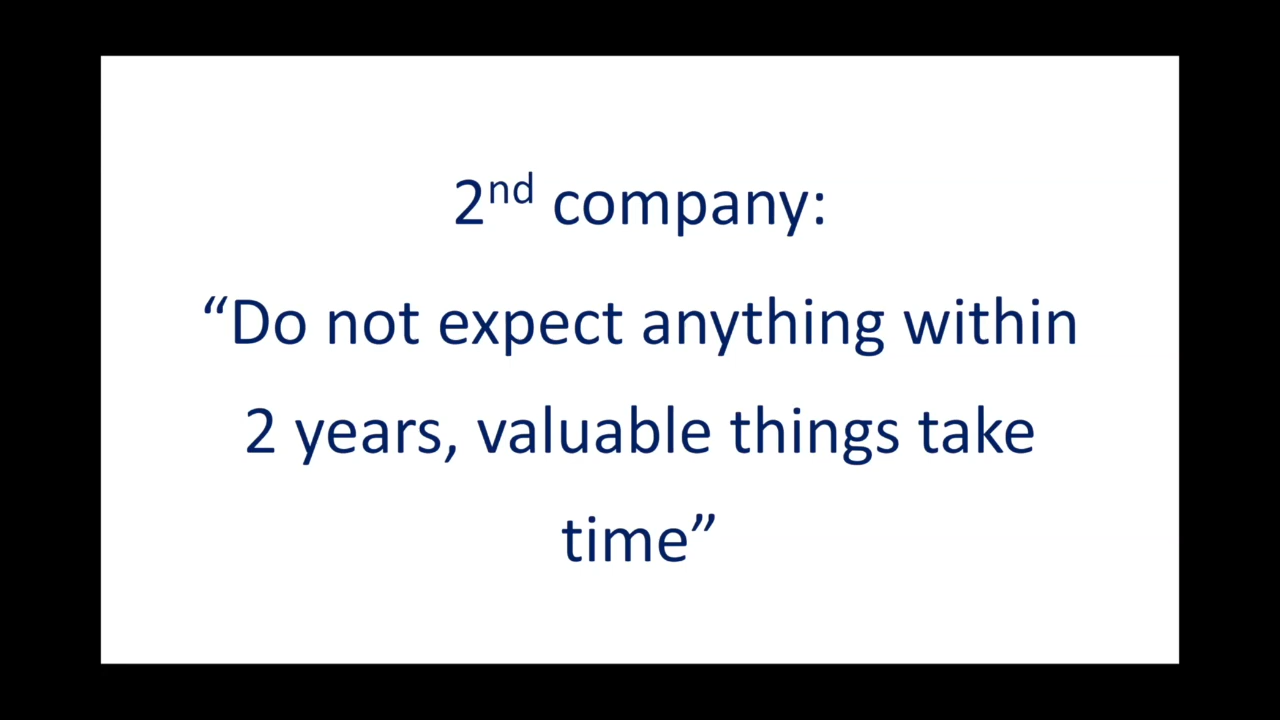 2nd company:
“Do not expect anything within
2 years, valuable things take
time”